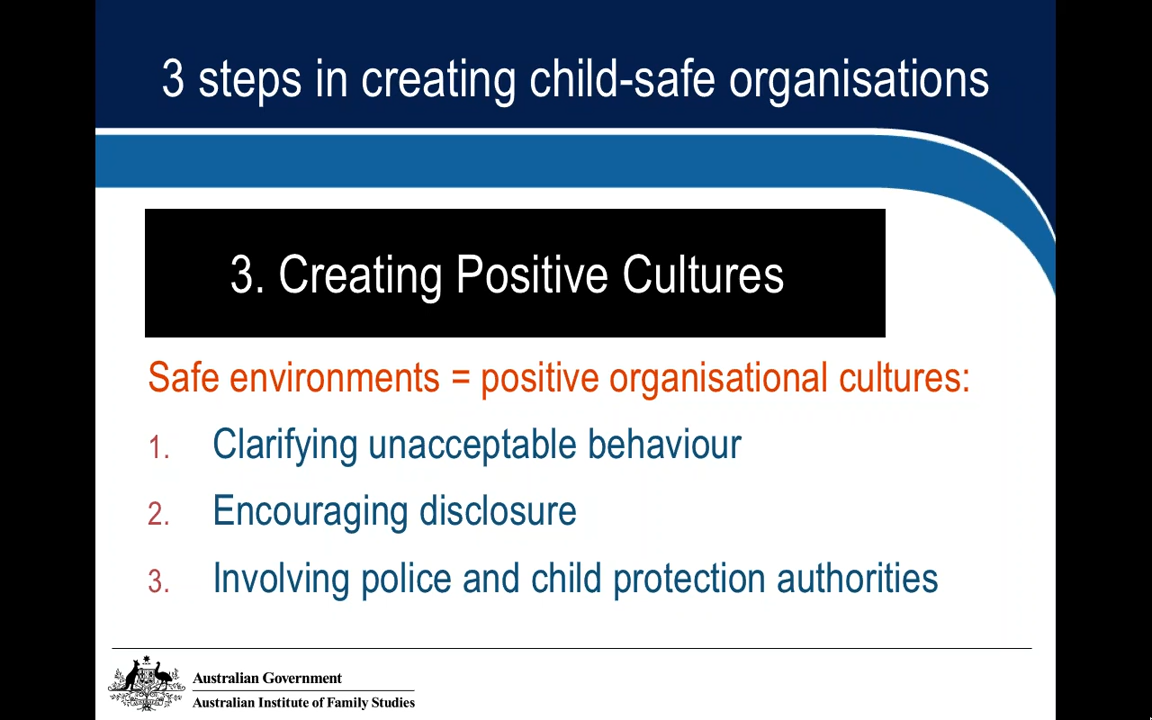 3 steps in creating child-safe organisations
3. Creating Positive Cultures
Safe environments = positive organisational cultures:
1. Clarifying unacceptable behaviour
2. Encouraging disclosure
3. Involving police and child protection authorities
Australian Government
Australian Institute of Family Studies